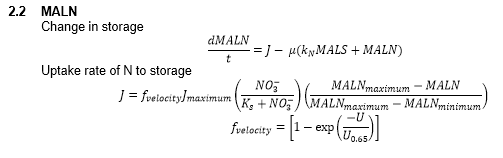 2.2 MALN
Change in storage
dMALN/t = J − μ(k_N MALS + MALN)
Uptake rate of N to storage
J = f_velocity J_maximum (NO₃⁻ / (K_s + NO₃⁻)) ((MALN_maximum − MALN) / (MALN_maximum − MALN_minimum))
f_velocity = [1 − exp(−U / U_0.65)]